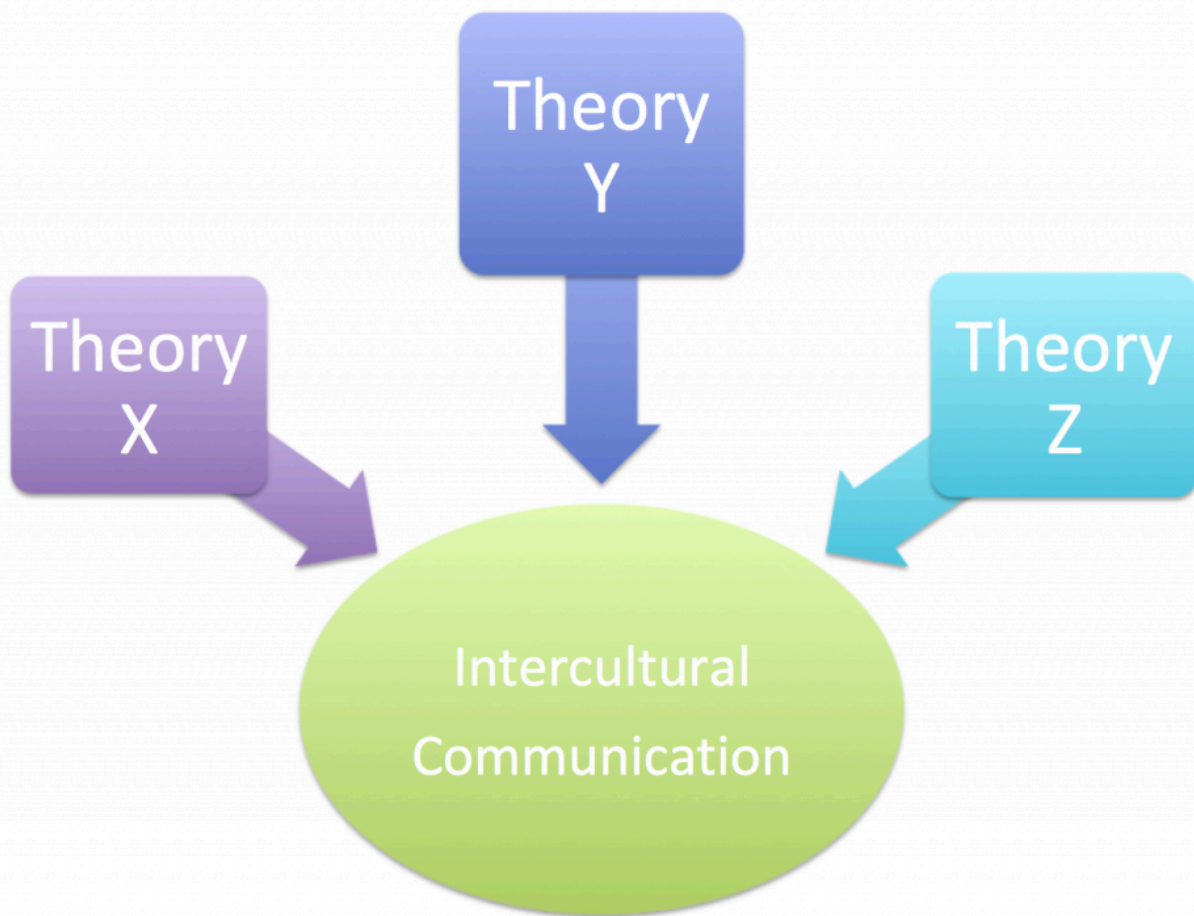 Theory
Y
Theory
X
Theory
Z
Intercultural
Communication